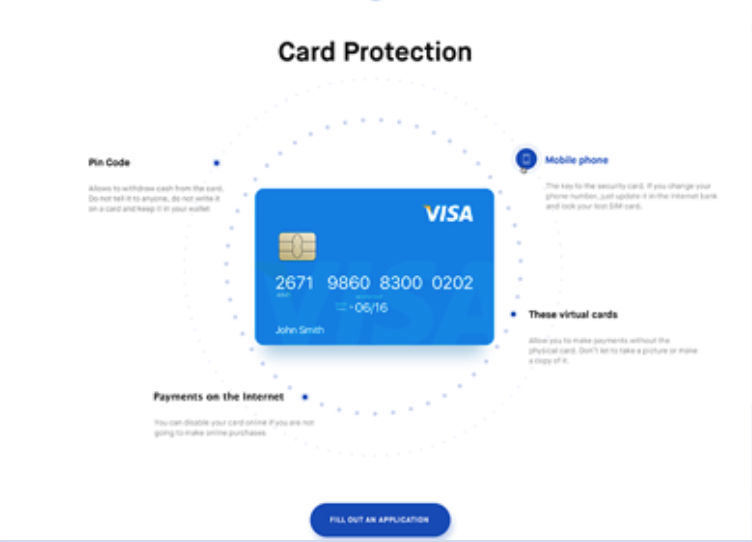 Card Protection
Pin Code
Allows to withdraw cash from the card.
Do not tell it to anyone, do not write it
on a card and keep it in your wallet
Mobile phone
The key to the security card. If you change your
phone number, just update it in the Internet bank
and lock your lost SIM card.
VISA
2671 9860 8300 0202
06/16
John Smith
These virtual cards
Allow you to make payments without the
physical card. Don't let to take a picture or make
a copy of it.
Payments on the Internet
You can disable your card online if you are not
going to make online purchases
FILL OUT AN APPLICATION